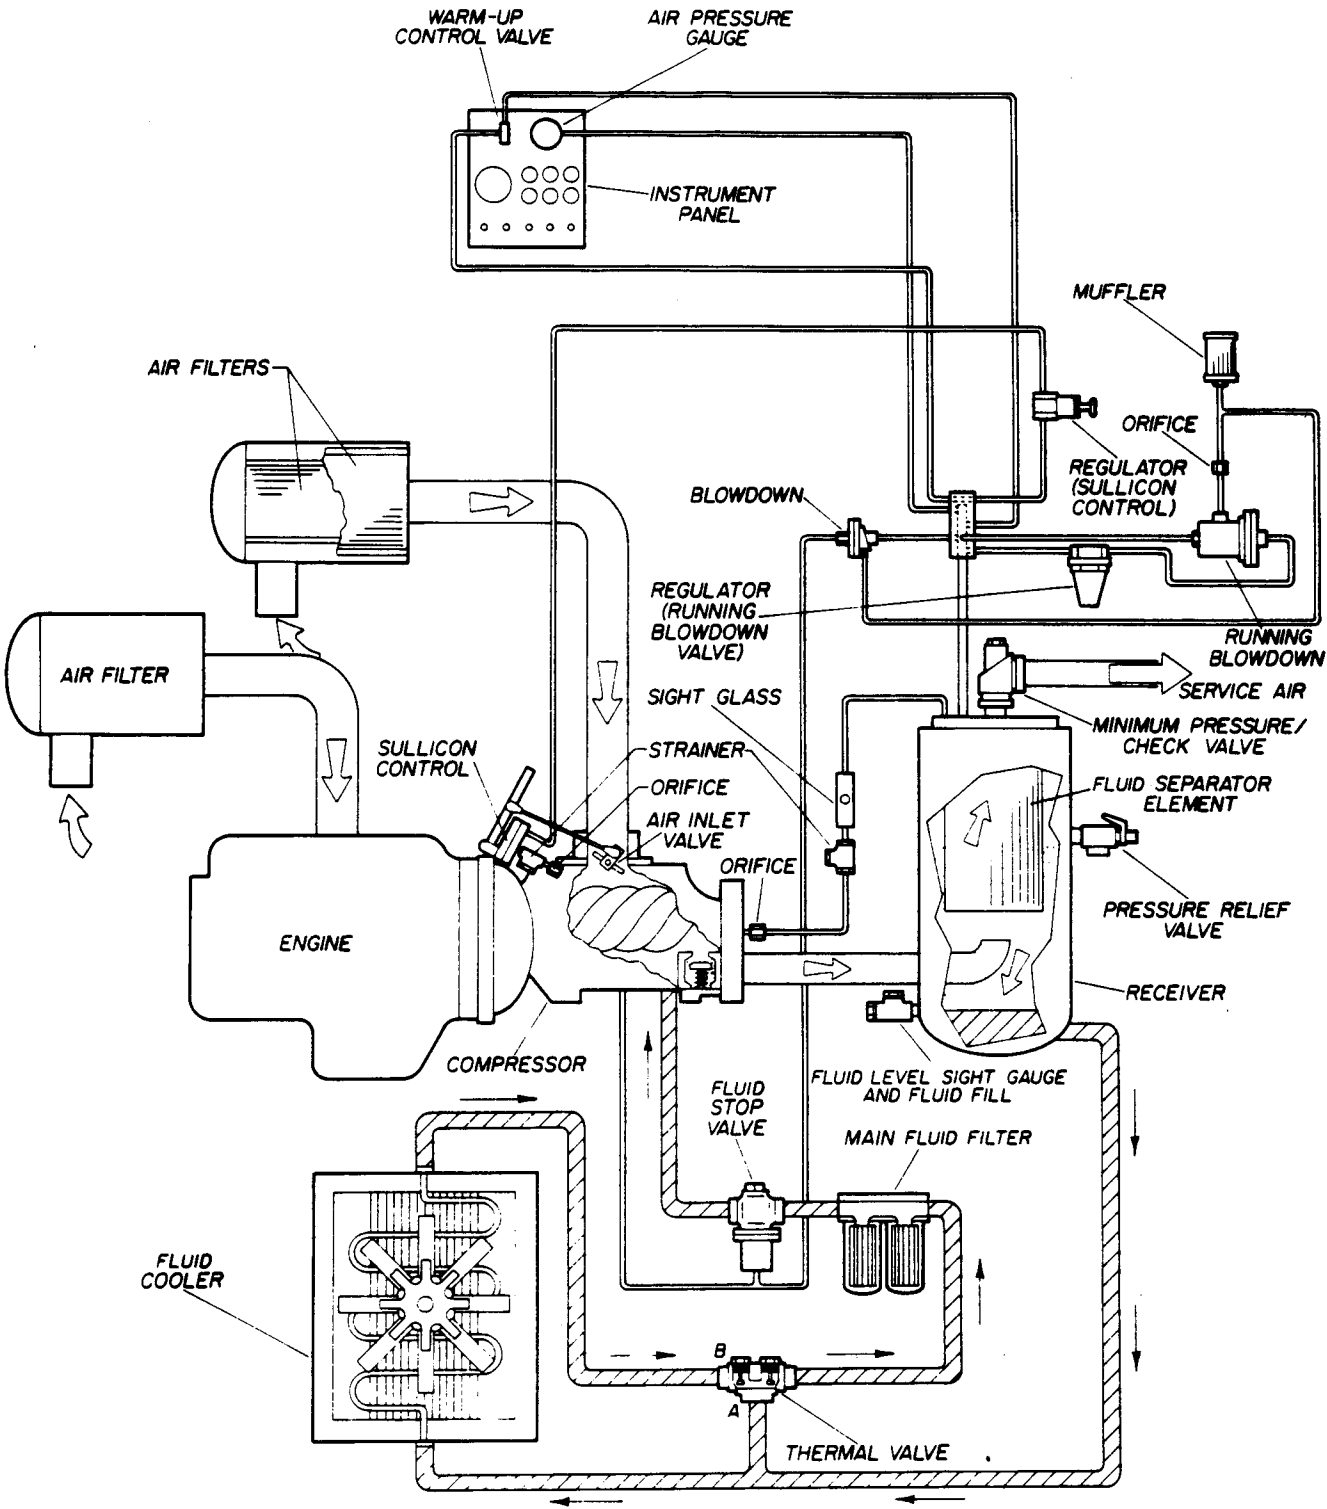 WARM-UP
CONTROL VALVE
AIR PRESSURE
GAUGE
INSTRUMENT
PANEL
MUFFLER
AIR FILTERS
ORIFICE
REGULATOR
(SULLICON
CONTROL)
BLOWDOWN
REGULATOR
(RUNNING
BLOWDOWN
VALVE)
RUNNING
BLOWDOWN
AIR FILTER
SERVICE AIR
SIGHT GLASS
MINIMUM PRESSURE/
CHECK VALVE
SULLICON
CONTROL
STRAINER
ORIFICE
FLUID SEPARATOR
ELEMENT
AIR INLET
VALVE
ORIFICE
PRESSURE RELIEF
VALVE
ENGINE
RECEIVER
COMPRESSOR
FLUID LEVEL SIGHT GAUGE
AND FLUID FILL
FLUID
STOP
VALVE
MAIN FLUID FILTER
FLUID
COOLER
B
A
THERMAL VALVE